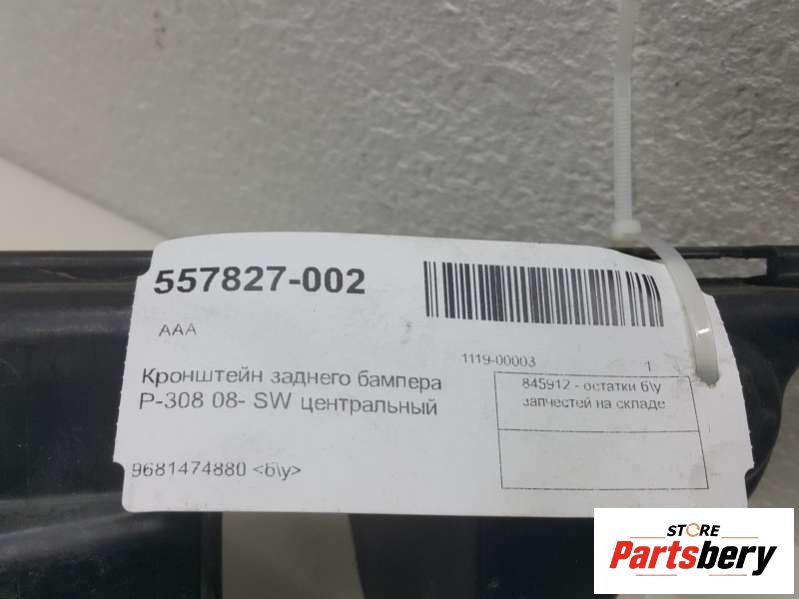 557827-002
AAA
1119-00003 1
Кронштейн заднего бампера
P-308 08- SW центральный
845912 - остатки б\у
запчастей на складе
9681474880 <б\у>
STORE
Partsbery